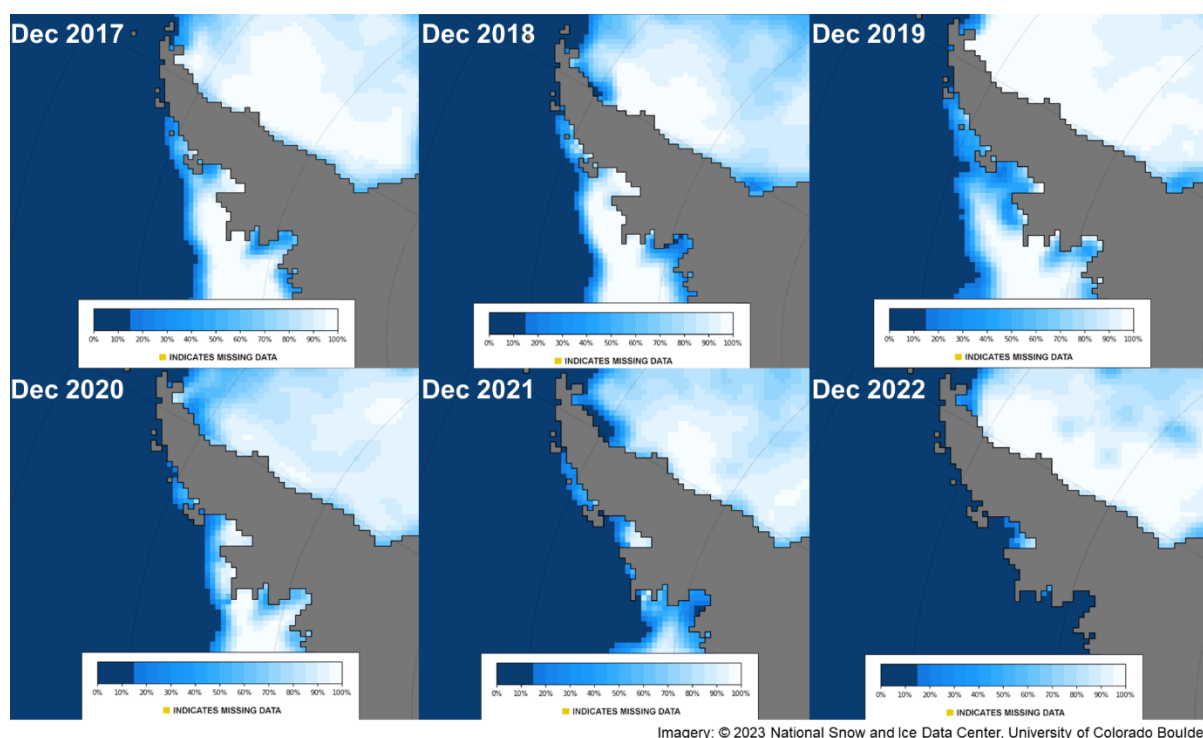 Dec 2017
Dec 2018
Dec 2019
0% 10% 20% 30% 40% 50% 60% 70% 80% 90% 100%
INDICATES MISSING DATA
0% 10% 20% 30% 40% 50% 60% 70% 80% 90% 100%
INDICATES MISSING DATA
0% 10% 20% 30% 40% 50% 60% 70% 80% 90% 100%
INDICATES MISSING DATA
Dec 2020
Dec 2021
Dec 2022
0% 10% 20% 30% 40% 50% 60% 70% 80% 90% 100%
INDICATES MISSING DATA
0% 10% 20% 30% 40% 50% 60% 70% 80% 90% 100%
INDICATES MISSING DATA
0% 10% 20% 30% 40% 50% 60% 70% 80% 90% 100%
INDICATES MISSING DATA
Imagery: © 2023 National Snow and Ice Data Center, University of Colorado Boulde